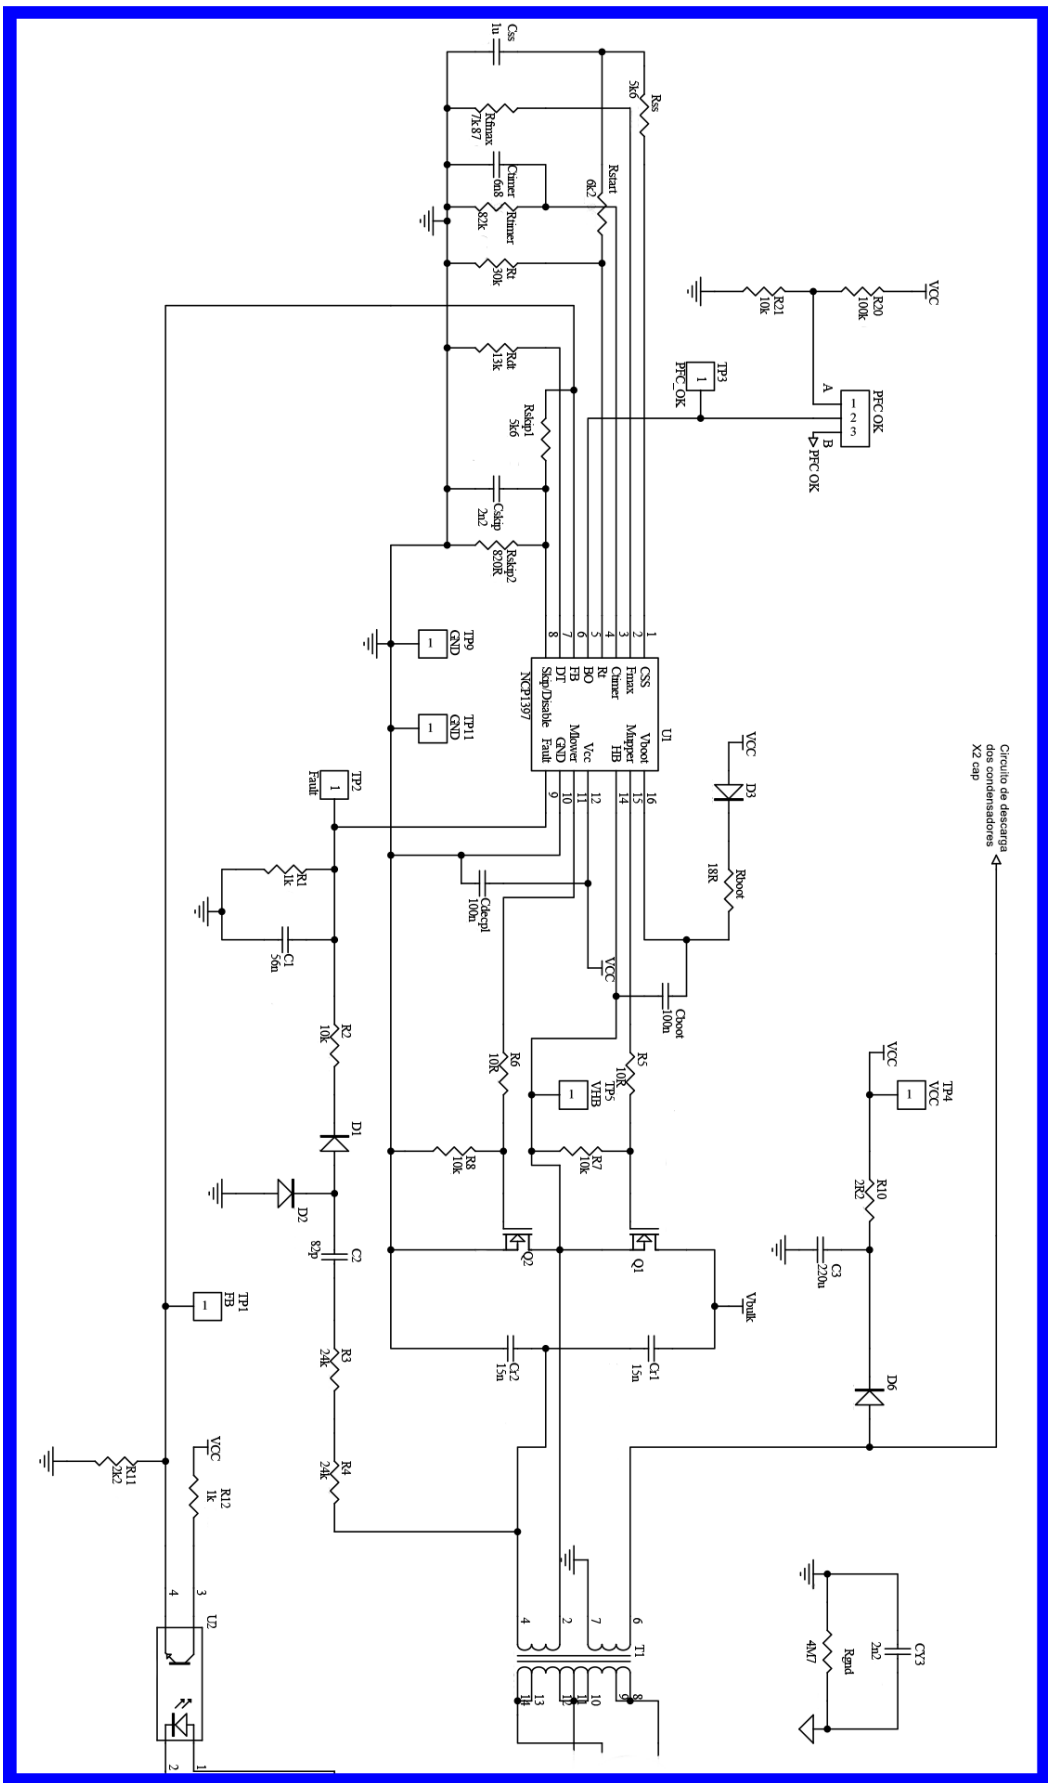 Css
1u
Rss
5k6
Rfmax
7k87
Ctimer
6n8
Rstart
6k2
Rtimer
82k
Rt
30k
VCC
R20
100k
R21
10k
TP3
1
PFC_OK
PFC OK
A
1
2
3
B
PFC OK
Rdt
13k
Rskip1
5k6
Cskip
2n2
Rskip2
820R
TP9
1
GND
TP11
1
GND
1
2
3
4
5
6
7
8
U1
CSS
Fmax
Ctimer
Rt
BO
FB
DT
Skip/Disable
Vboot
Mupper
HB
Vcc
Mlower
GND
Fault
NCP1397
16
15
14
12
11
10
9
VCC
D3
Rboot
18R
Circuito de descarga
dos condensadores
X2 cap
TP2
1
Fault
R1
1k
C1
56n
Cdecpl
100n
VCC
Cboot
100n
R2
10k
R6
10R
R5
10R
TP5
1
VHB
VCC
TP4
VCC
1
R10
2R2
C3
220u
D1
D2
R8
10k
R7
10k
Q2
Q1
Vbulk
C2
82p
TP1
1
FB
R3
24k
Cr2
15n
Cr1
15n
D6
R4
24k
R11
2k2
VCC
R12
1k
4
3
U2
2
1
4
2
7
6
T1
14
13
12
11
10
9
8
CY3
2n2
Rgnd
4M7